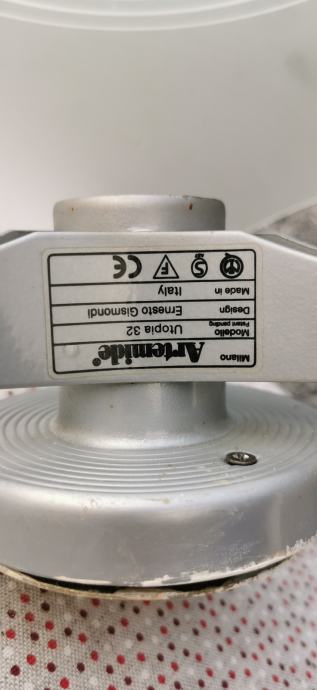 Milano Artemide®
Modello Utopia 32
Patent pending
Design Ernesto Gismondi
Made in Italy
F CE